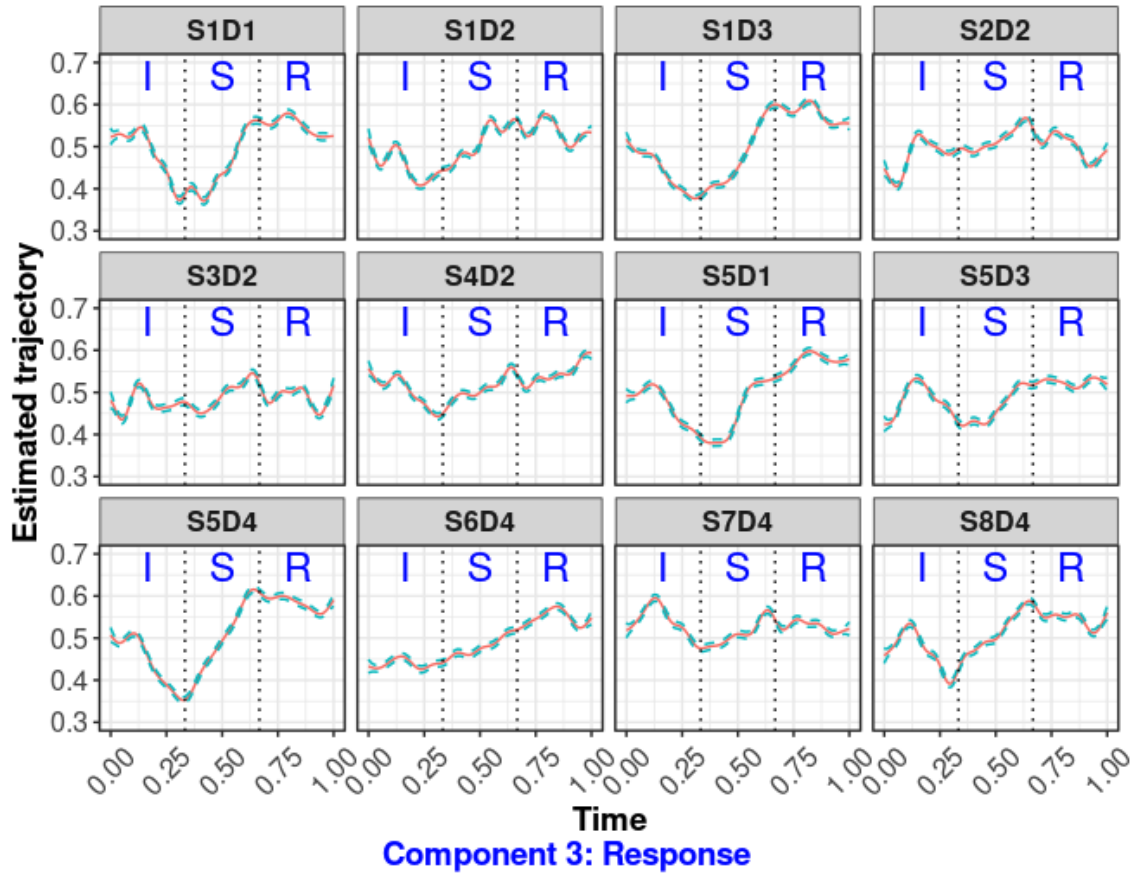 S1D1 S1D2 S1D3 S2D2
I S R I S R I S R I S R
0.7
0.6
0.5
0.4
0.3
S3D2 S4D2 S5D1 S5D3
I S R I S R I S R I S R
0.7
0.6
0.5
0.4
0.3
S5D4 S6D4 S7D4 S8D4
I S R I S R I S R I S R
0.7
0.6
0.5
0.4
0.3
Estimated trajectory
0.00 0.25 0.50 0.75 1.00 0.00 0.25 0.50 0.75 1.00 0.00 0.25 0.50 0.75 1.00 0.00 0.25 0.50 0.75 1.00
Time
Component 3: Response